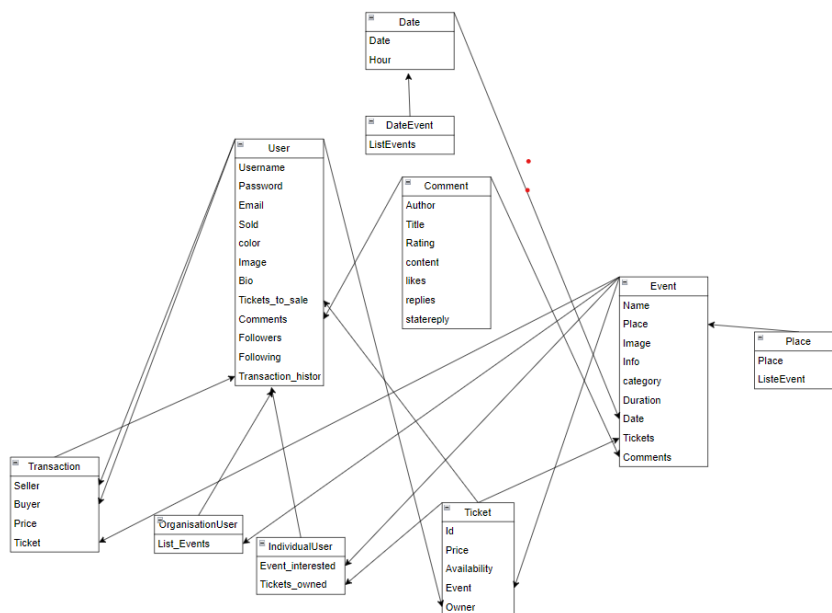 Date
Date
Hour
DateEvent
ListEvents
User
Username
Password
Email
Sold
color
Image
Bio
Tickets_to_sale
Comments
Followers
Following
Transaction_histor
Comment
Author
Title
Rating
content
likes
replies
statereply
Event
Name
Place
Image
Info
category
Duration
Date
Tickets
Comments
Place
Place
ListeEvent
Transaction
Seller
Buyer
Price
Ticket
OrganisationUser
List_Events
IndividualUser
Event_interested
Tickets_owned
Ticket
Id
Price
Availability
Event
Owner